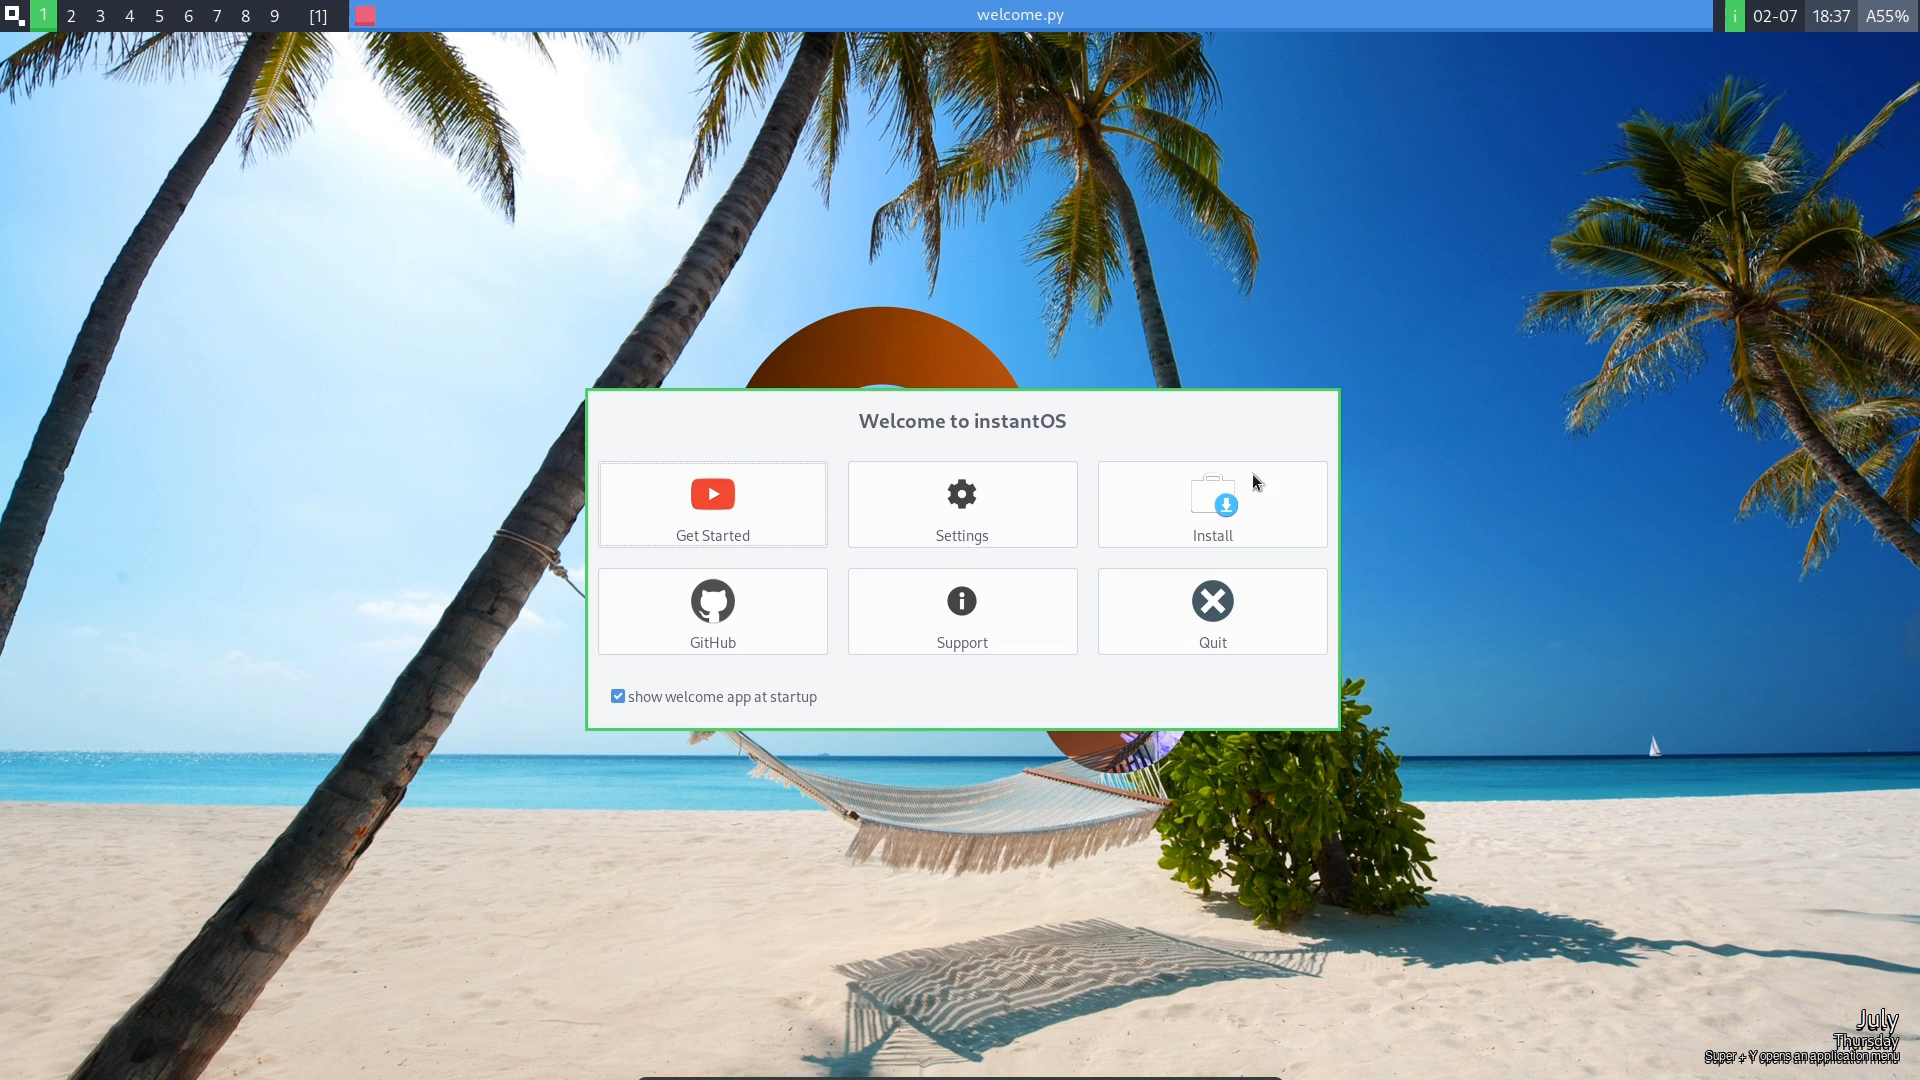 1 2 3 4 5 6 7 8 9 [1] welcome.py i 02-07 18:37 A55%
Welcome to instantOS
Get Started Settings Install
GitHub Support Quit
show welcome app at startup
July
Thursday
Super + Y opens an application menu